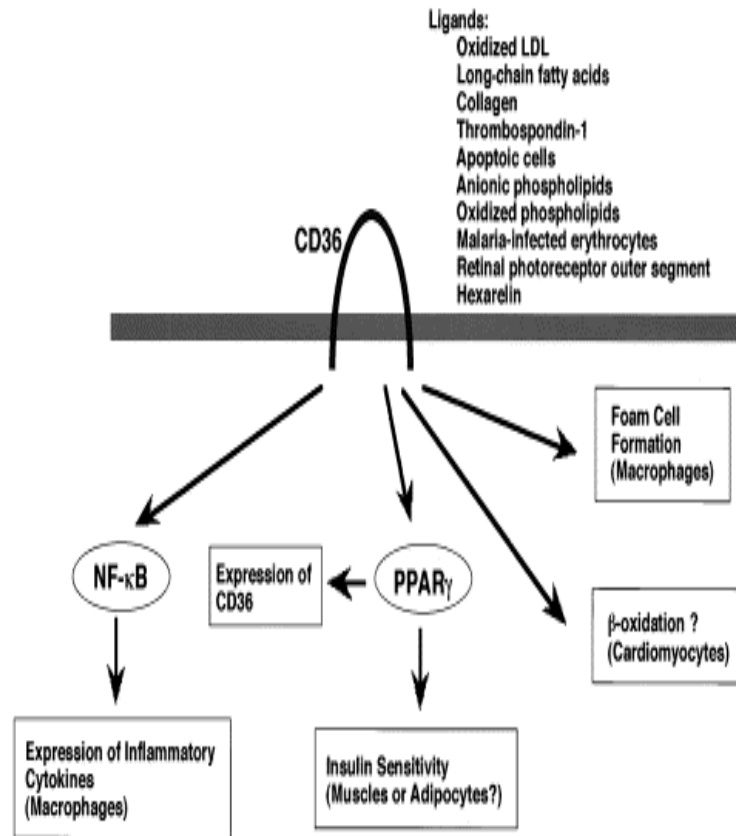 Ligands:
Oxidized LDL
Long-chain fatty acids
Collagen
Thrombospondin-1
Apoptoic cells
Anionic phospholipids
Oxidized phospholipids
Malaria-infected erythrocytes
Retinal photoreceptor outer segment
Hexarelin
CD36
Foam Cell
Formation
(Macrophages)
NF-κB
Expression of
CD36
PPARγ
β-oxidation ?
(Cardiomyocytes)
Expression of Inflammatory
Cytokines
(Macrophages)
Insulin Sensitivity
(Muscles or Adipocytes?)